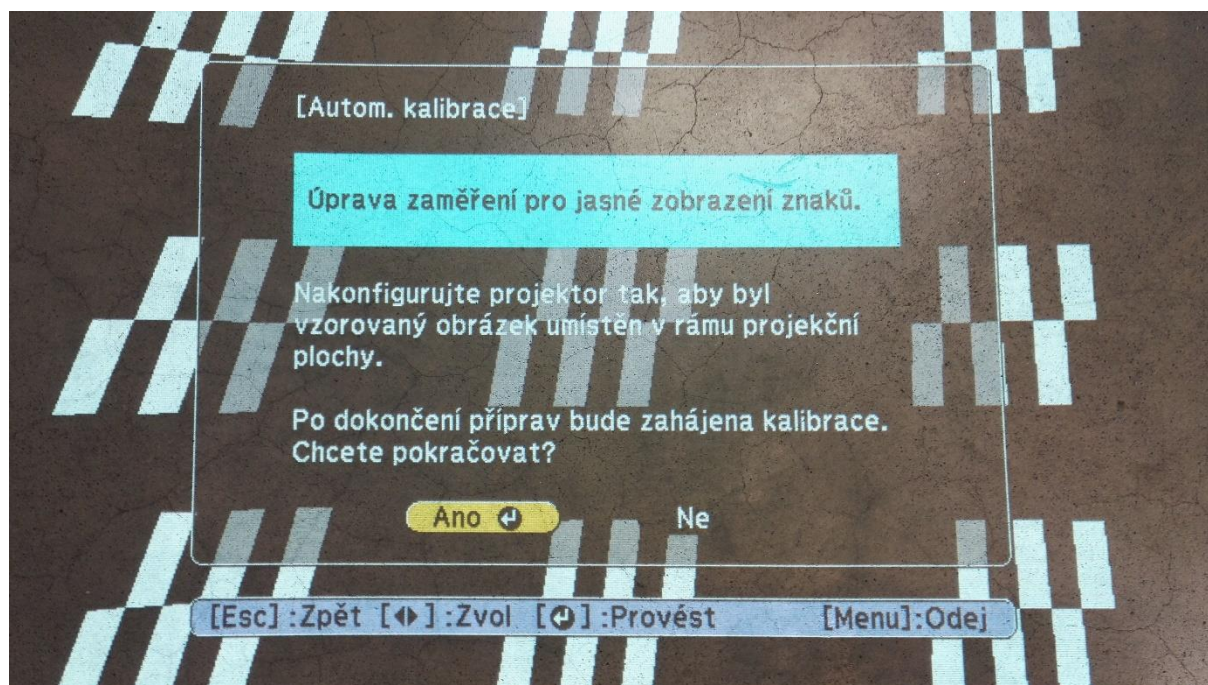 [Autom. kalibrace]
Úprava zaměření pro jasné zobrazení znaků.
Nakonfigurujte projektor tak, aby byl
vzorovaný obrázek umístěn v rámu projekční
plochy.
Po dokončení příprav bude zahájena kalibrace.
Chcete pokračovat?
Ano Ne
[Esc] :Zpět [◆] :Zvol [↵] :Provést [Menu]:Odej